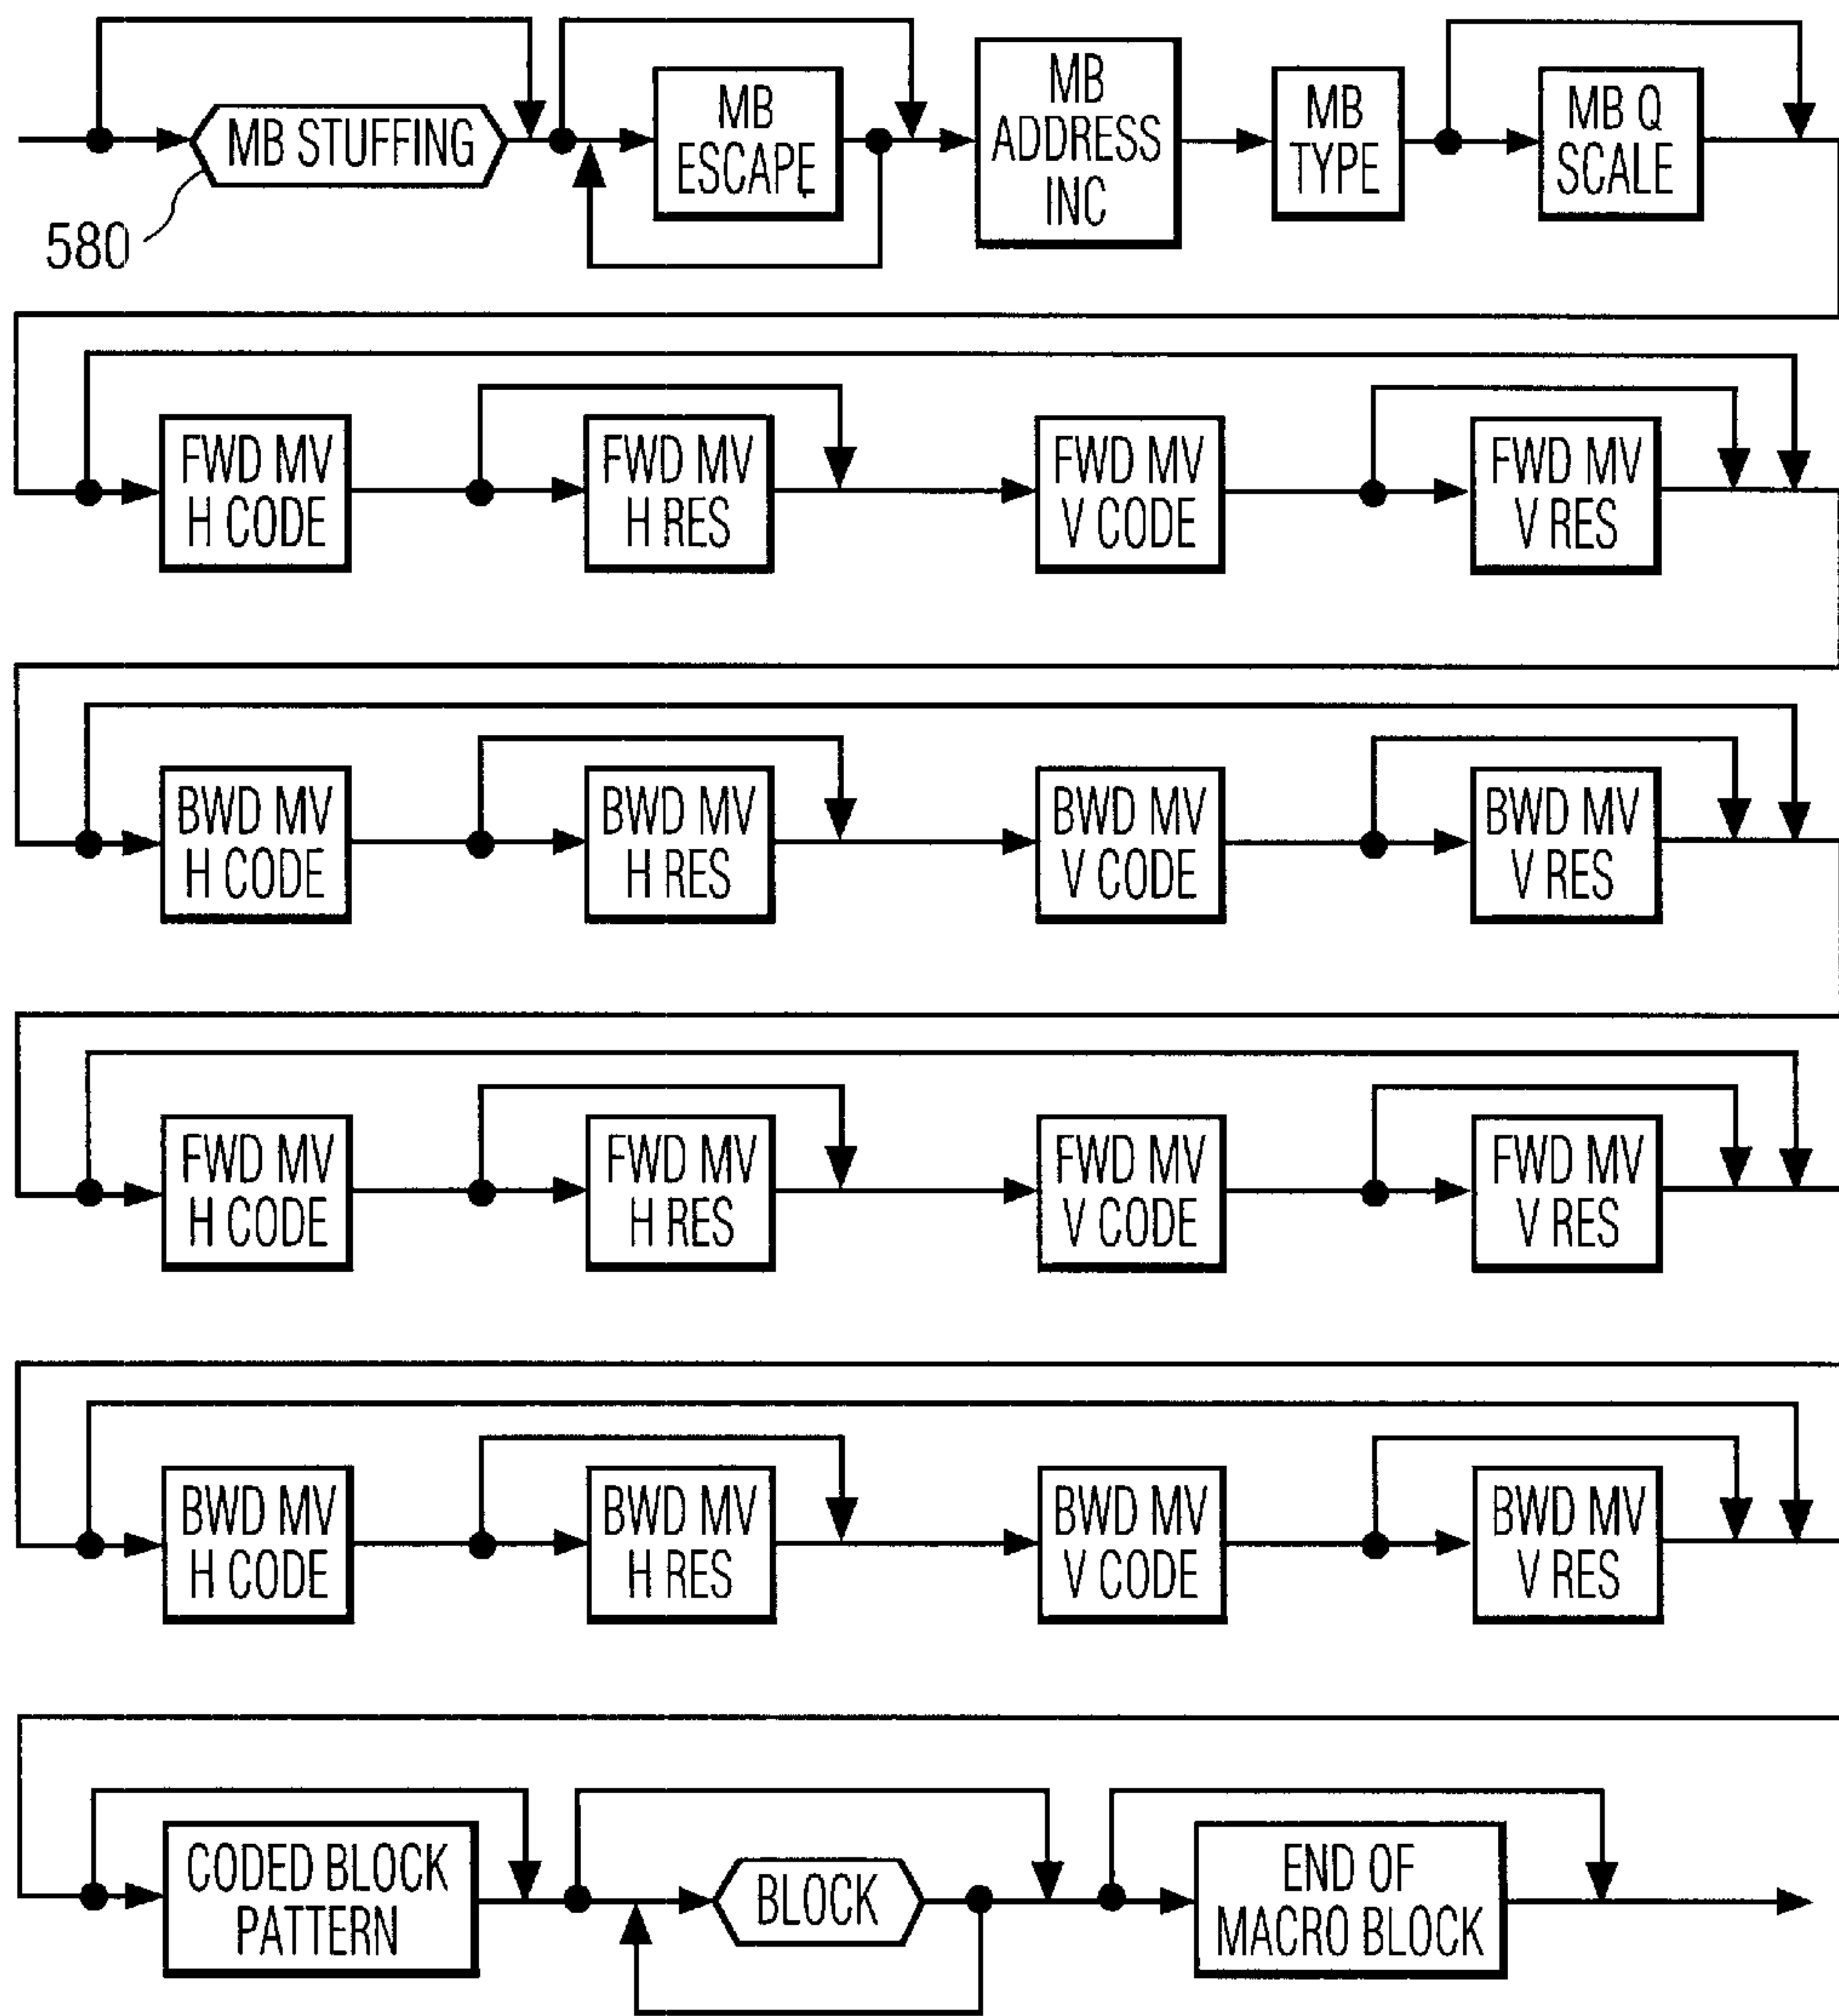 MB STUFFING
MB
ESCAPE
MB
ADDRESS
INC
MB
TYPE
MB Q
SCALE
580
FWD MV
H CODE
FWD MV
H RES
FWD MV
V CODE
FWD MV
V RES
BWD MV
H CODE
BWD MV
H RES
BWD MV
V CODE
BWD MV
V RES
FWD MV
H CODE
FWD MV
H RES
FWD MV
V CODE
FWD MV
V RES
BWD MV
H CODE
BWD MV
H RES
BWD MV
V CODE
BWD MV
V RES
CODED BLOCK
PATTERN
BLOCK
END OF
MACRO BLOCK